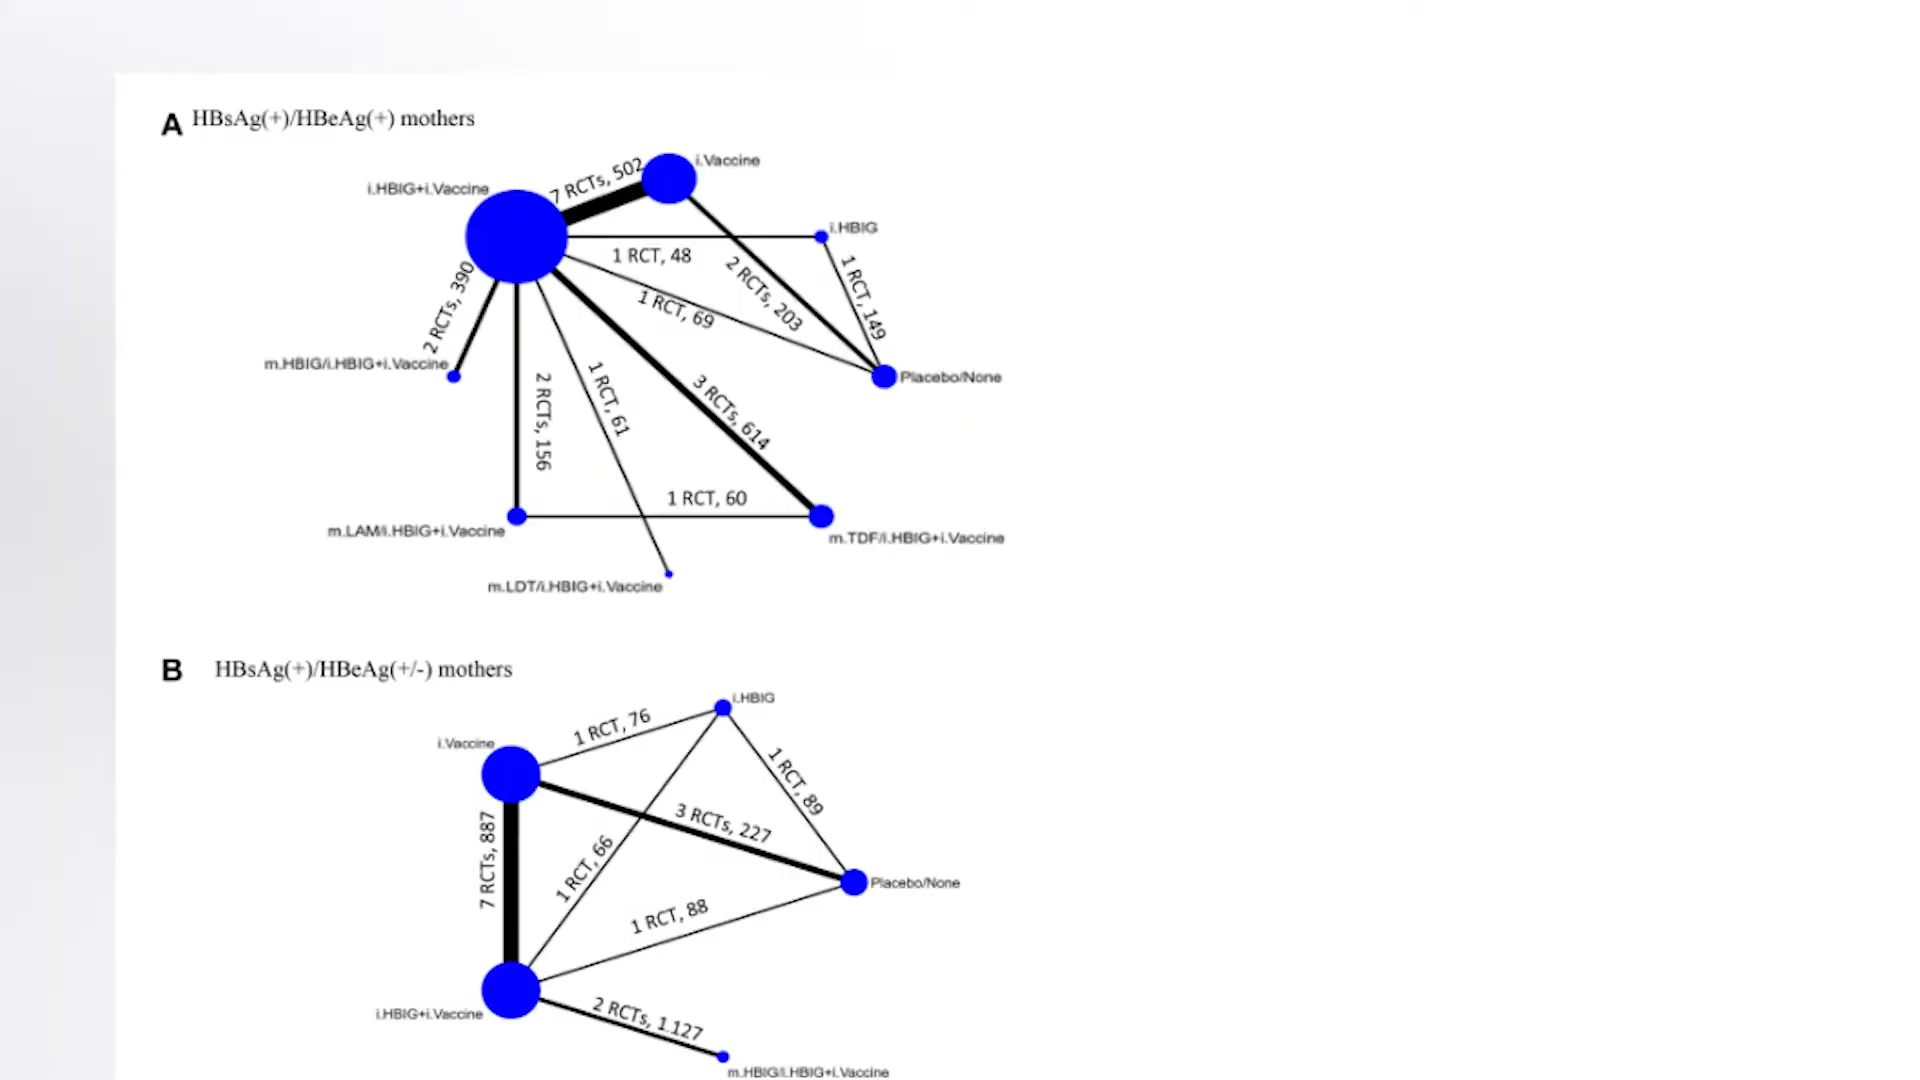 A HBsAg(+)/HBeAg(+) mothers
i.Vaccine
7 RCTs, 502
i.HBIG+i.Vaccine
i.HBIG
1 RCT, 48
2 RCTs, 203
1 RCT, 149
1 RCT, 69
2 RCTs, 390
m.HBIG/i.HBIG+i.Vaccine
Placebo/None
2 RCTs, 156
1 RCT, 61
3 RCTs, 614
1 RCT, 60
m.LAM/i.HBIG+i.Vaccine
m.TDF/i.HBIG+i.Vaccine
m.LDT/i.HBIG+i.Vaccine
B HBsAg(+)/HBeAg(+/-) mothers
i.HBIG
1 RCT, 76
i.Vaccine
1 RCT, 89
3 RCTs, 227
7 RCTs, 887
1 RCT, 66
Placebo/None
1 RCT, 88
i.HBIG+i.Vaccine
2 RCTs, 1.127
m.HBIG/i.HBIG+i.Vaccine